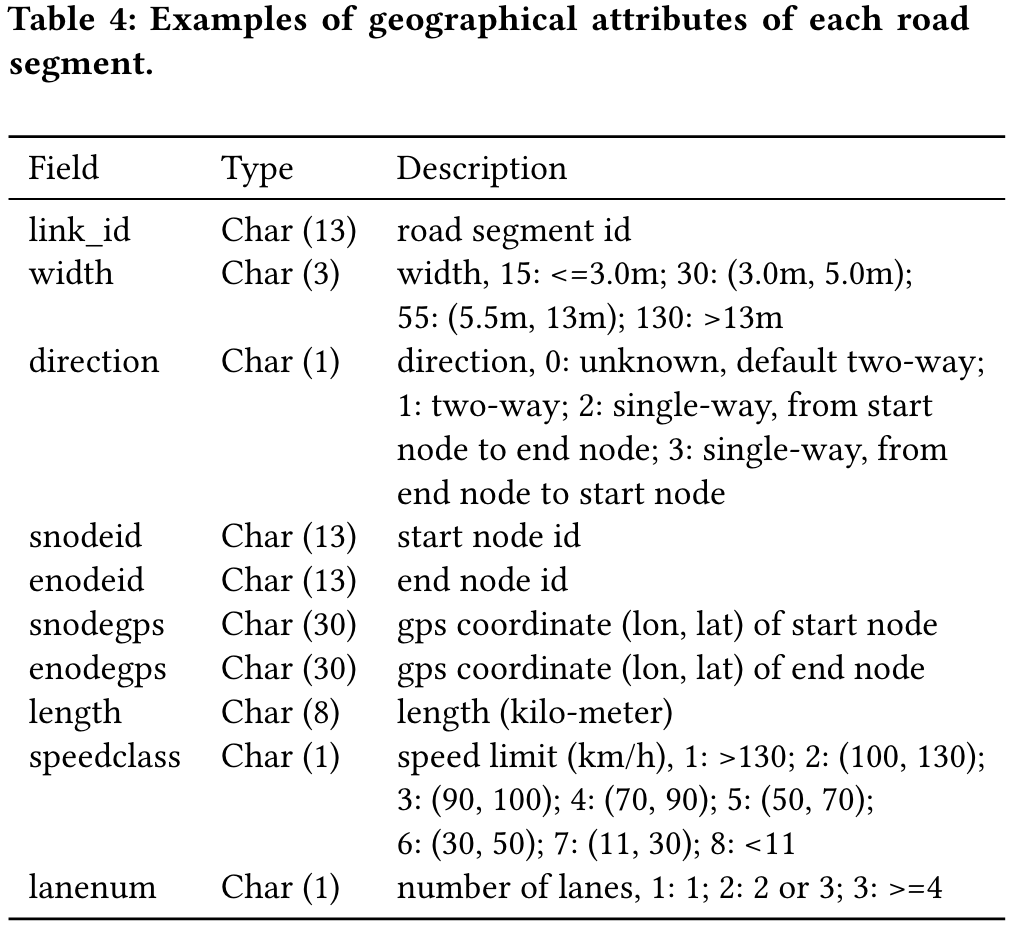 Table 4: Examples of geographical attributes of each road
segment.
Field Type Description
link_id Char (13) road segment id
width Char (3) width, 15: <=3.0m; 30: (3.0m, 5.0m);
55: (5.5m, 13m); 130: >13m
direction Char (1) direction, 0: unknown, default two-way;
1: two-way; 2: single-way, from start
node to end node; 3: single-way, from
end node to start node
snodeid Char (13) start node id
enodeid Char (13) end node id
snodegps Char (30) gps coordinate (lon, lat) of start node
enodegps Char (30) gps coordinate (lon, lat) of end node
length Char (8) length (kilo-meter)
speedclass Char (1) speed limit (km/h), 1: >130; 2: (100, 130);
3: (90, 100); 4: (70, 90); 5: (50, 70);
6: (30, 50); 7: (11, 30); 8: <11
lanenum Char (1) number of lanes, 1: 1; 2: 2 or 3; 3: >=4